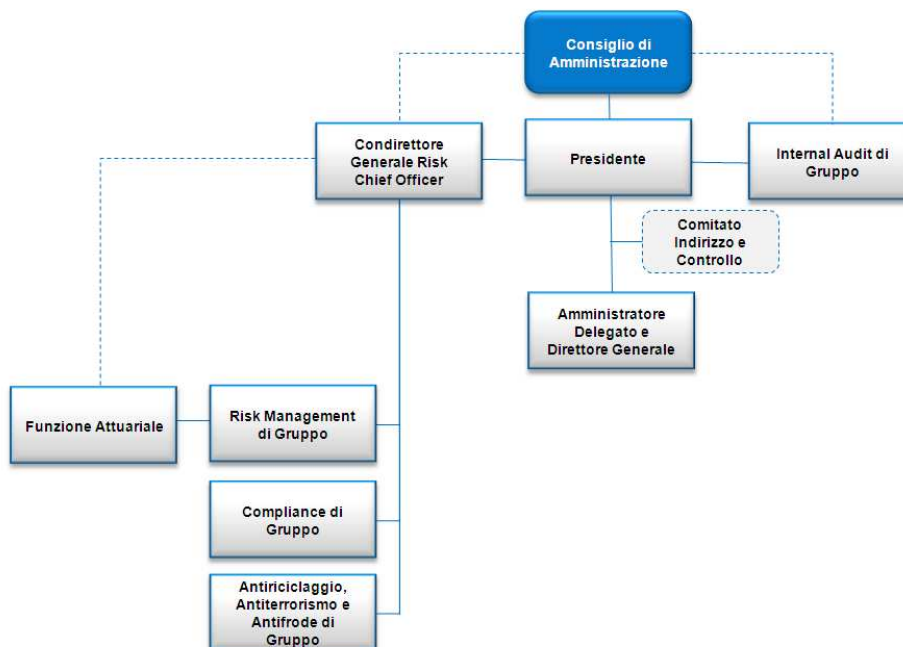 Consiglio di
Amministrazione
Condirettore
Generale Risk
Chief Officer
Presidente
Internal Audit di
Gruppo
Comitato
Indirizzo e
Controllo
Amministratore
Delegato e
Direttore Generale
Funzione Attuariale
Risk Management
di Gruppo
Compliance di
Gruppo
Antiriciclaggio,
Antiterrorismo e
Antifrode di
Gruppo